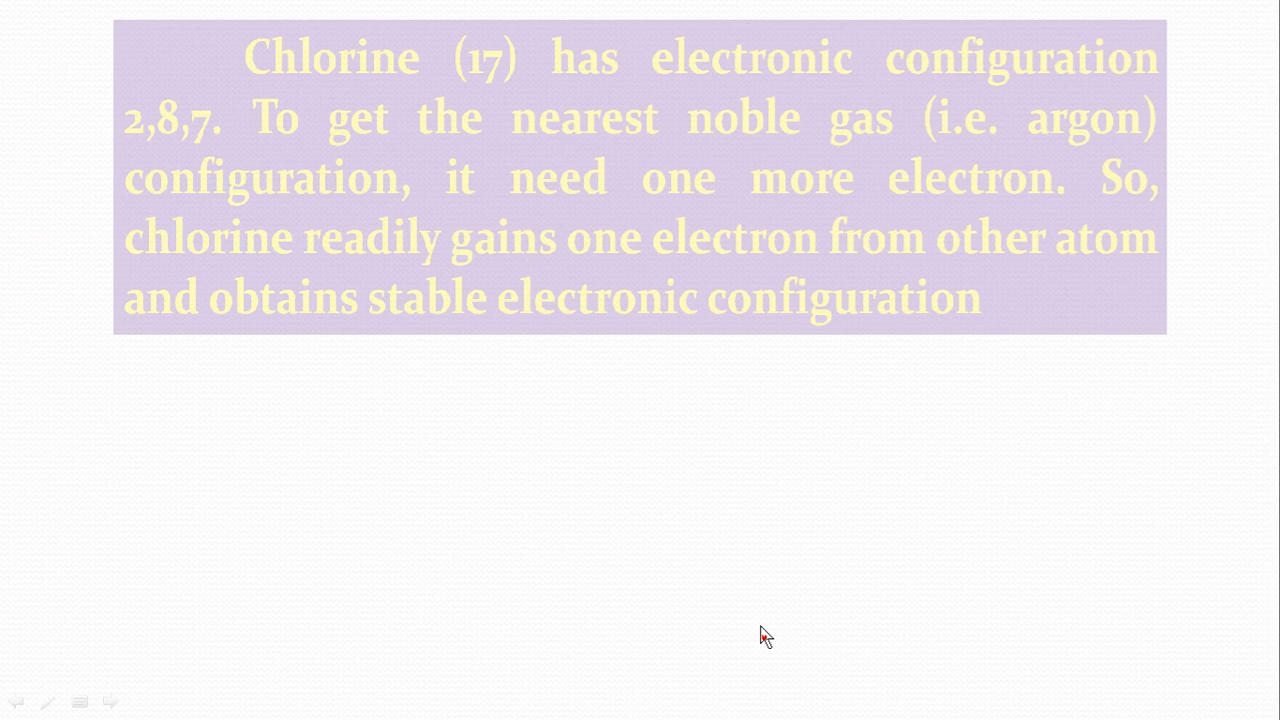 Chlorine (17) has electronic configuration
2,8,7. To get the nearest noble gas (i.e. argon)
configuration, it need one more electron. So,
chlorine readily gains one electron from other atom
and obtains stable electronic configuration